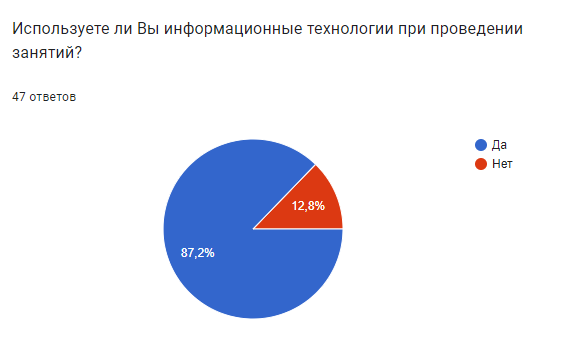 Используете ли Вы информационные технологии при проведении
занятий?
47 ответов
Да
Нет
12,8%
87,2%